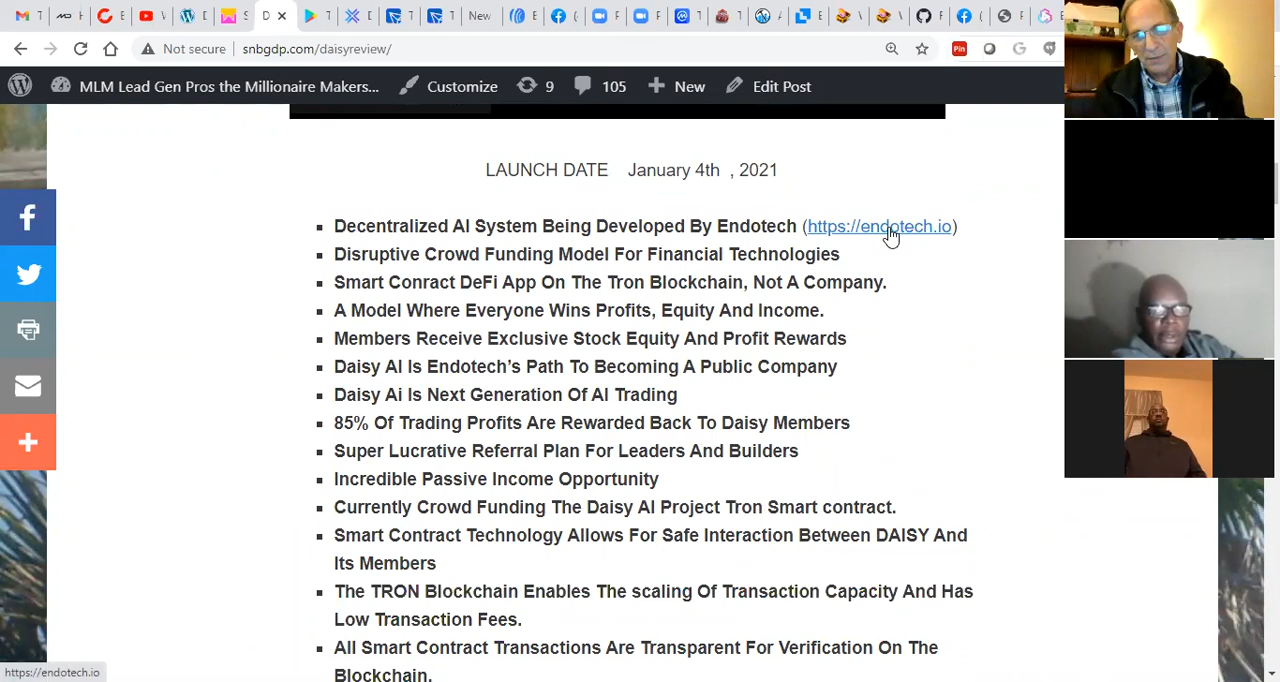 Not secure
snbgdp.com/daisyreview/
Pin
MLM Lead Gen Pros the Millionaire Makers...
Customize
9
105
New
Edit Post
LAUNCH DATE January 4th , 2021
Decentralized AI System Being Developed By Endotech (https://endotech.io)
Disruptive Crowd Funding Model For Financial Technologies
Smart Conract DeFi App On The Tron Blockchain, Not A Company.
A Model Where Everyone Wins Profits, Equity And Income.
Members Receive Exclusive Stock Equity And Profit Rewards
Daisy AI Is Endotech’s Path To Becoming A Public Company
Daisy Ai Is Next Generation Of AI Trading
85% Of Trading Profits Are Rewarded Back To Daisy Members
Super Lucrative Referral Plan For Leaders And Builders
Incredible Passive Income Opportunity
Currently Crowd Funding The Daisy AI Project Tron Smart contract.
Smart Contract Technology Allows For Safe Interaction Between DAISY And
Its Members
The TRON Blockchain Enables The scaling Of Transaction Capacity And Has
Low Transaction Fees.
All Smart Contract Transactions Are Transparent For Verification On The
Blockchain.
https://endotech.io